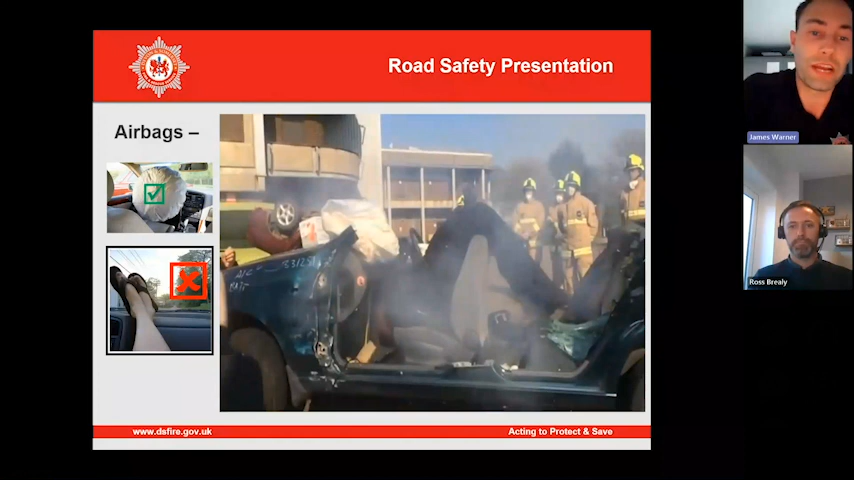 Road Safety Presentation
Airbags –
www.dsfire.gov.uk
Acting to Protect & Save
James Warner
Ross Brealy